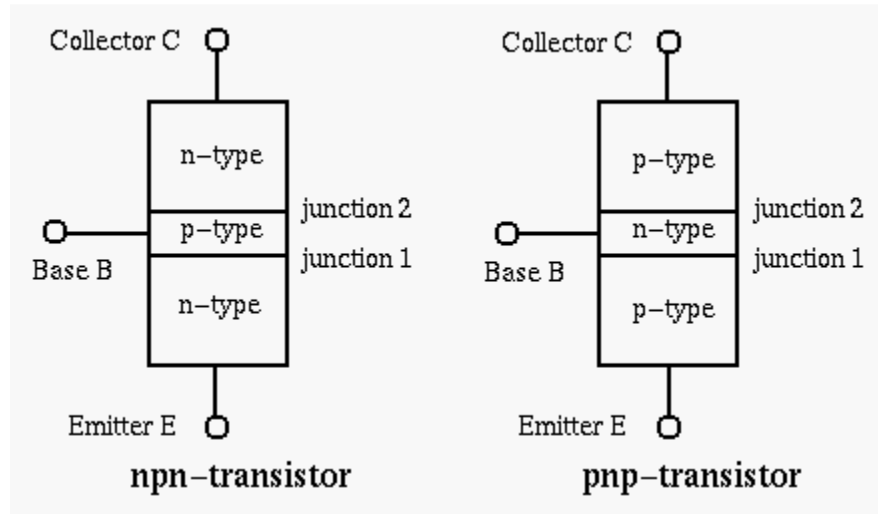 Collector C
n-type
junction 2
p-type
Base B
junction 1
n-type
Emitter E
npn-transistor
Collector C
p-type
junction 2
n-type
Base B
junction 1
p-type
Emitter E
pnp-transistor